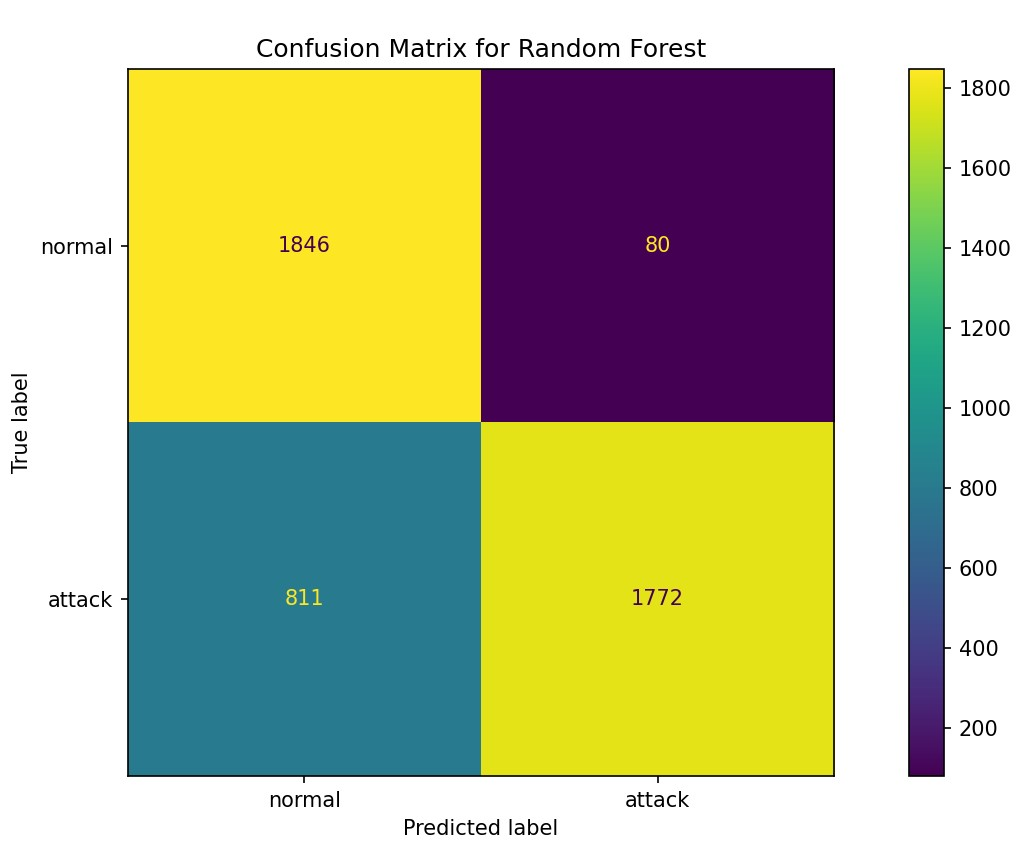 Confusion Matrix for Random Forest
True label
normal
attack
1846
80
811
1772
normal
attack
Predicted label
1800
1600
1400
1200
1000
800
600
400
200